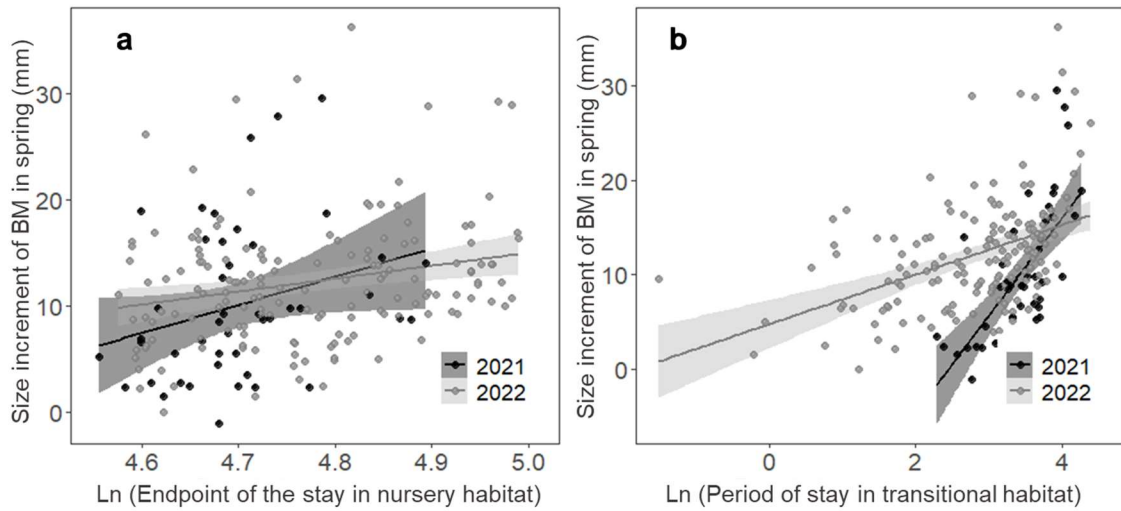 a
Size increment of BM in spring (mm)
30
20
10
0
2021
2022
4.6 4.7 4.8 4.9 5.0
Ln (Endpoint of the stay in nursery habitat)
b
Size increment of BM in spring (mm)
30
20
10
0
2021
2022
0 2 4
Ln (Period of stay in transitional habitat)